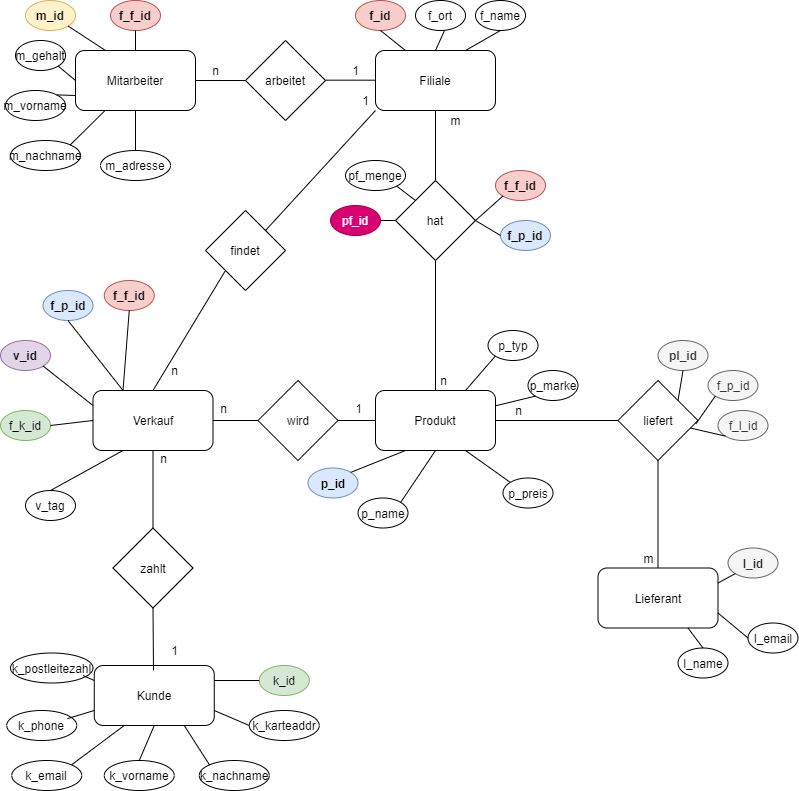 m_id
f_f_id
f_id
f_ort
f_name
m_gehalt
Mitarbeiter
n
arbeitet
1
Filiale
m_vorname
1
m
m_nachname
m_adresse
pf_menge
f_f_id
pf_id
hat
f_p_id
findet
f_p_id
f_f_id
v_id
p_typ
pl_id
n
n
p_marke
f_p_id
f_k_id
Verkauf
n
wird
1
Produkt
n
liefert
f_l_id
n
p_id
p_preis
v_tag
p_name
zahlt
m
l_id
Lieferant
l_email
1
l_name
k_postleitezahl
Kunde
k_id
k_phone
k_karteaddr
k_email
k_vorname
k_nachname